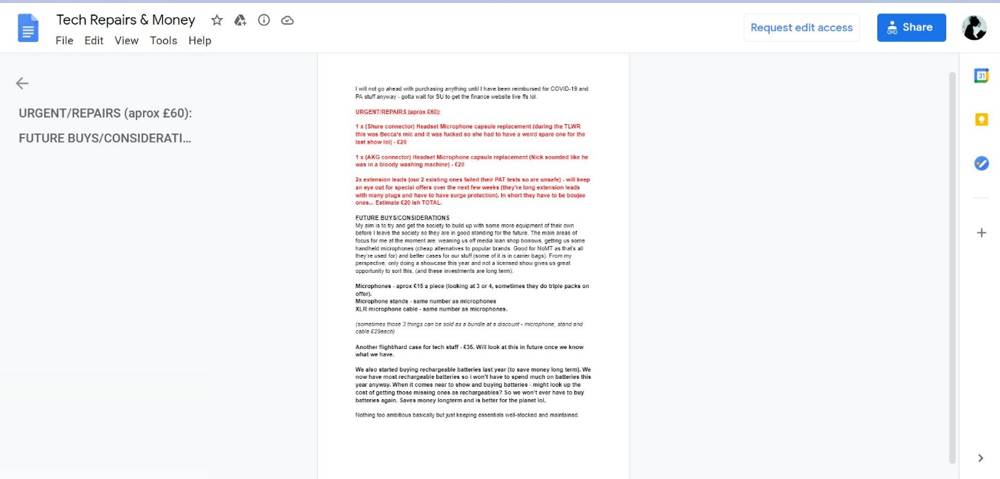 Tech Repairs & Money
File Edit View Tools Help
Request edit access
Share
31
URGENT/REPAIRS (aprox £60):
FUTURE BUYS/CONSIDERATI...
I will not go ahead with purchasing anything until I have been reimbursed for COVID-19 and
PA stuff anyway - gotta wait for SU to get the finance website live ffs lol.
URGENT/REPAIRS (aprox £60):
1 x (Shure connector) Headset Microphone capsule replacement (during the TLWR
this was Becca's mic and it was fucked so she had to have a weird spare one for the
last show lol) - £20
1 x (AKG connector) Headset Microphone capsule replacement (Nick sounded like he
was in a bloody washing machine) - £20
2x extension leads (our 2 existing ones failed their PAT tests so are unsafe) - will keep
an eye out for special offers over the next few weeks (they're long extension leads
with many plugs and have to have surge protection). In short they have to be boujee
ones... Estimate £20 ish TOTAL.
FUTURE BUYS/CONSIDERATIONS
My aim is to try and get the society to build up with some more equipment of their own
before I leave the society so they are in good standing for the future. The main areas of
focus for me at the moment are: weaning us off media loan shop borrows, getting us some
handheld microphones (cheap alternatives to popular brands. Good for NoMT as that's all
they're used for) and better cases for our stuff (some of it is in carrier bags). From my
perspective, only doing a showcase this year and not a licensed show gives us great
opportunity to sort this. (and these investments are long term).
Microphones - aprox £15 a piece (looking at 3 or 4, sometimes they do triple packs on
offer).
Microphone stands - same number as microphones
XLR microphone cable - same number as microphones.
(sometimes those 3 things can be sold as a bundle at a discount - microphone, stand and
cable £29each)
Another flight/hard case for tech stuff - £35. Will look at this in future once we know
what we have.
We also started buying rechargeable batteries last year (to save money long term). We
now have most rechargeable batteries so i won't have to spend much on batteries this
year anyway. When it comes near to show and buying batteries - might look up the
cost of getting those missing ones as rechargeables? So we won't ever have to buy
batteries again. Saves money longterm and is better for the planet lol.
Nothing too ambitious basically but just keeping essentials well-stocked and maintained.